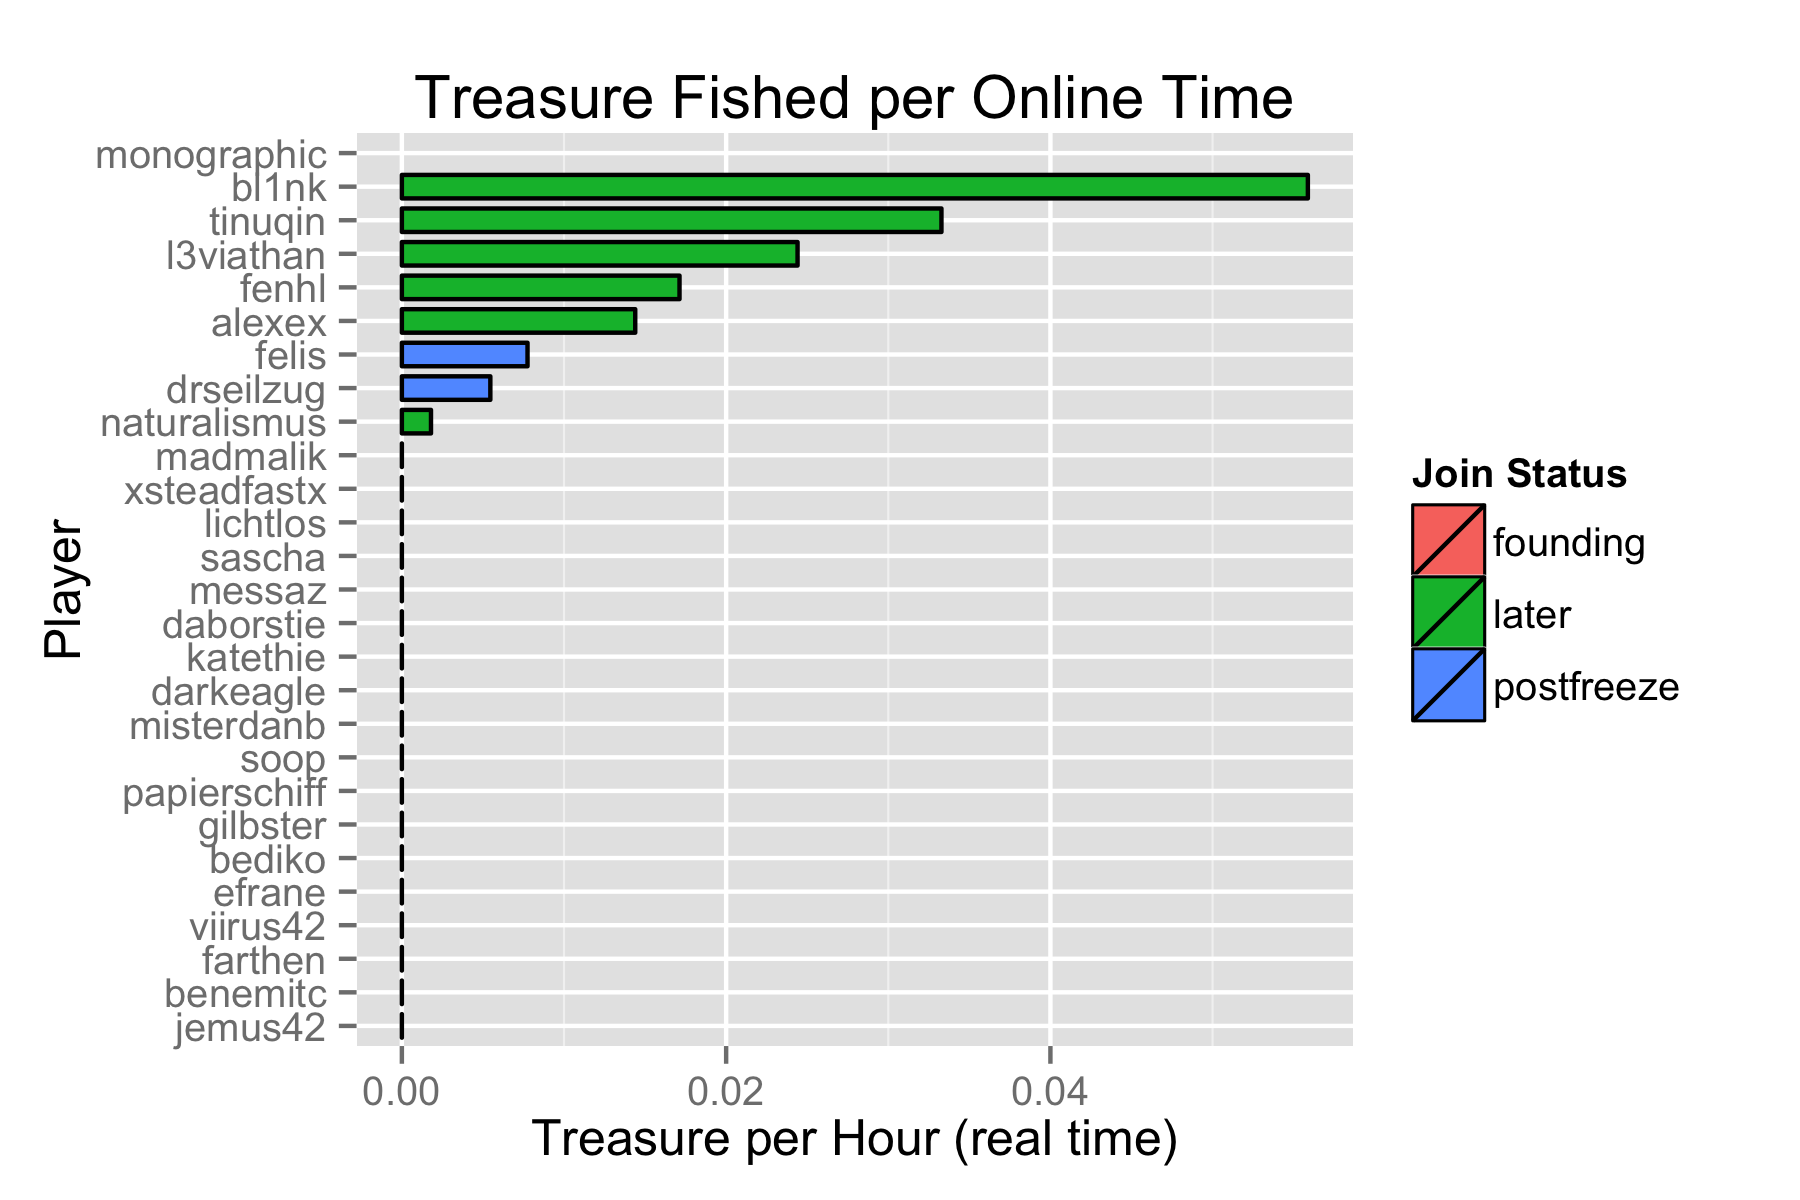 Treasure Fished per Online Time
monographic
bl1nk
tinuqin
l3viathan
fenhl
alexex
felis
drseilzug
naturalismus
madmalik
xsteadfastx
lichtlos
sascha
messaz
daborstie
katethie
darkeagle
misterdanb
soop
papierschiff
gilbster
bediko
efrane
viirus42
farthen
benemitc
jemus42
Player
0.00 0.02 0.04
Treasure per Hour (real time)
Join Status
founding
later
postfreeze